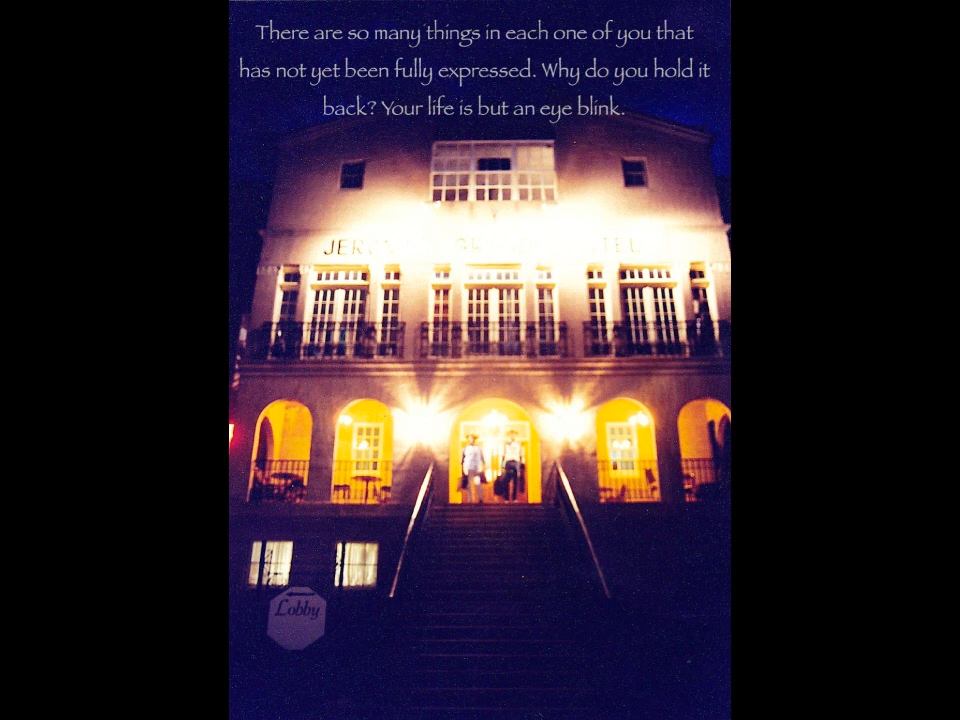 There are so many things in each one of you that
has not yet been fully expressed. Why do you hold it
back? Your life is but an eye blink.
Lobby